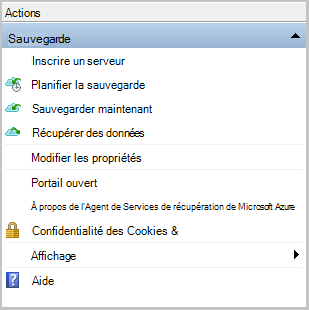 Actions
Sauvegarde
Inscrire un serveur
Planifier la sauvegarde
Sauvegarder maintenant
Récupérer des données
Modifier les propriétés
Portail ouvert
À propos de l'Agent de Services de récupération de Microsoft Azure
Confidentialité des Cookies &
Affichage
Aide